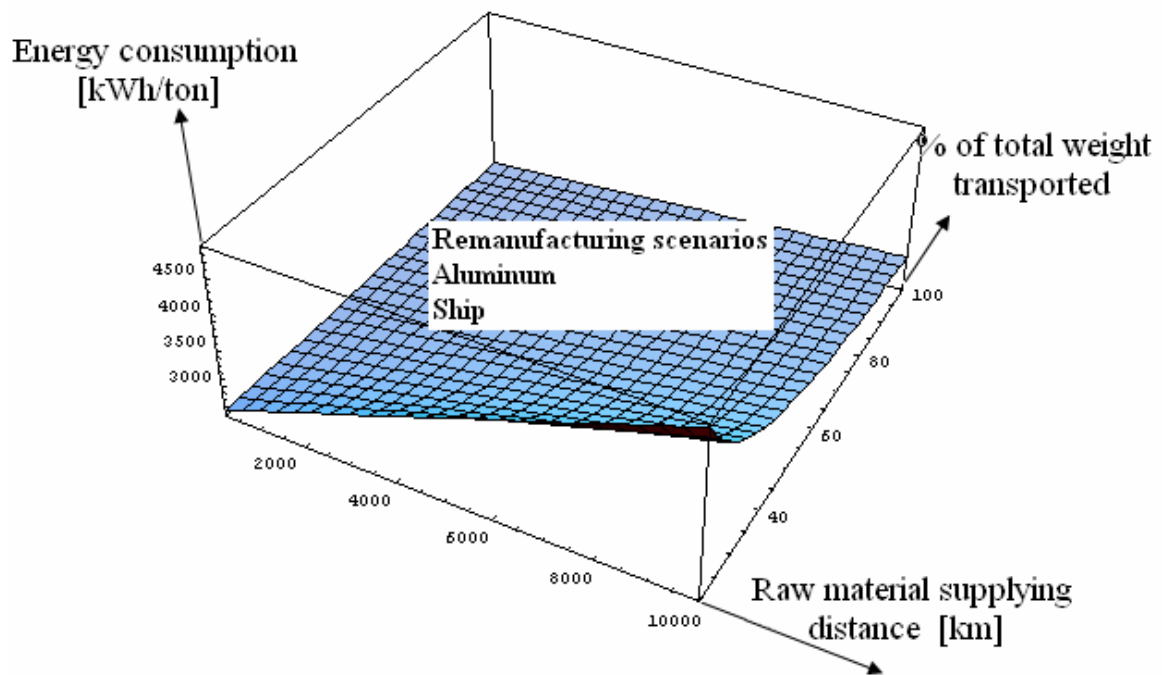 Energy consumption
[kWh/ton]
% of total weight
transported
Remanufacturing scenarios
Aluminum
Ship
4500
4000
3500
3000
100
80
60
40
2000
4000
6000
8000
10000
Raw material supplying
distance [km]